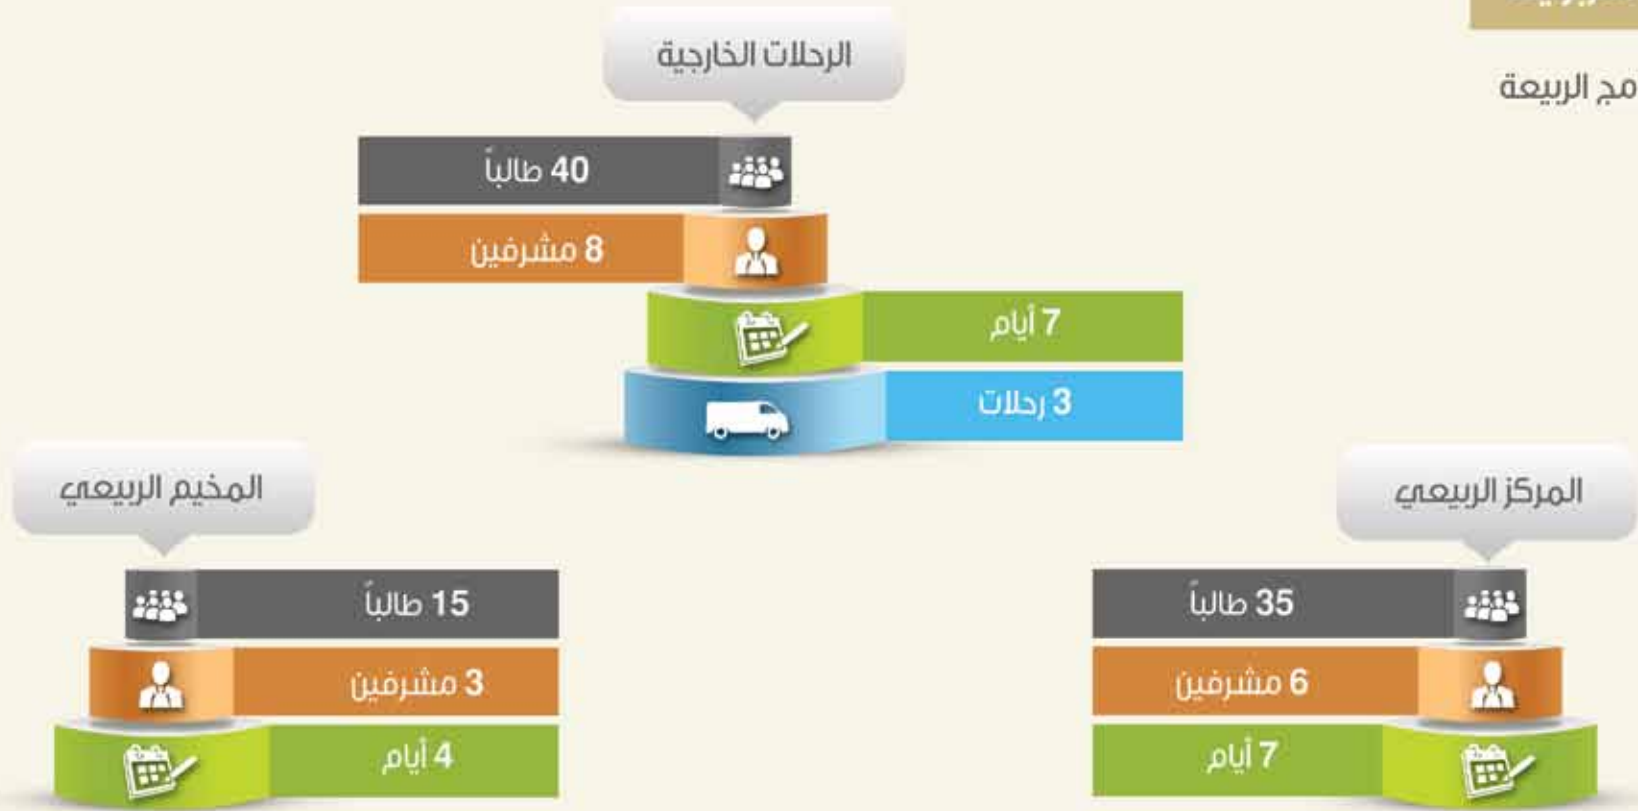 الربيعة
الرحلات الخارجية
40 طالباً
8 مشرفين
7 أيام
3 رحلات
المركز الربيعي
35 طالباً
6 مشرفين
7 أيام
المخيم الربيعي
15 طالباً
3 مشرفين
4 أيام